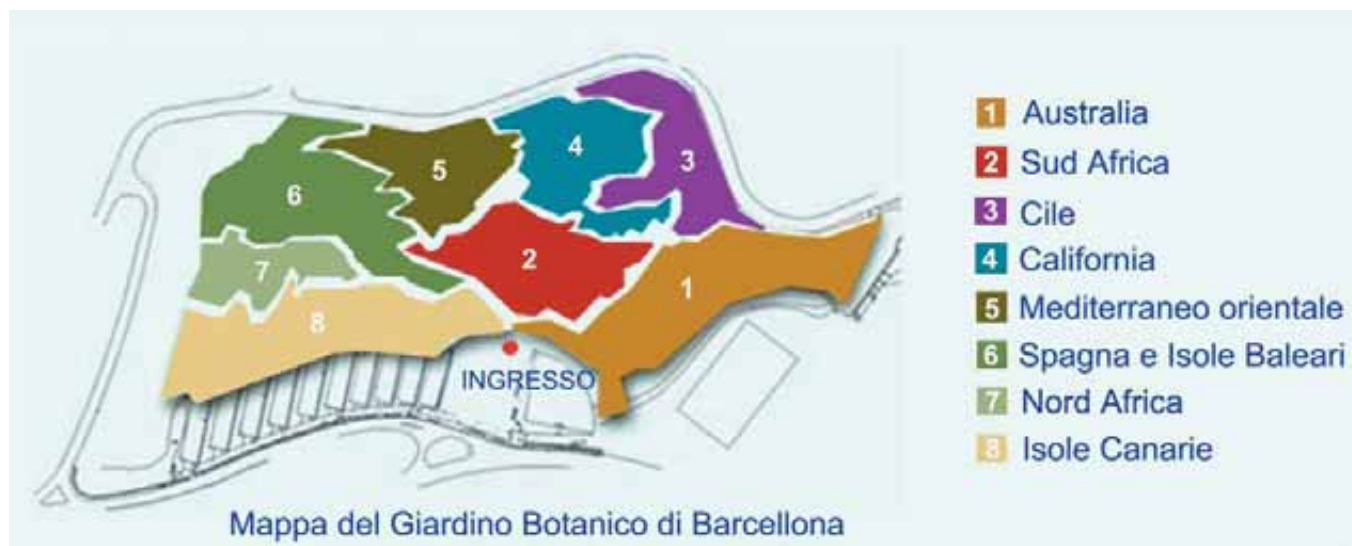 4
5
3
6
2
7
1
8
INGRESSO
1 Australia
2 Sud Africa
3 Cile
4 California
5 Mediterraneo orientale
6 Spagna e Isole Baleari
7 Nord Africa
8 Isole Canarie
Mappa del Giardino Botanico di Barcellona